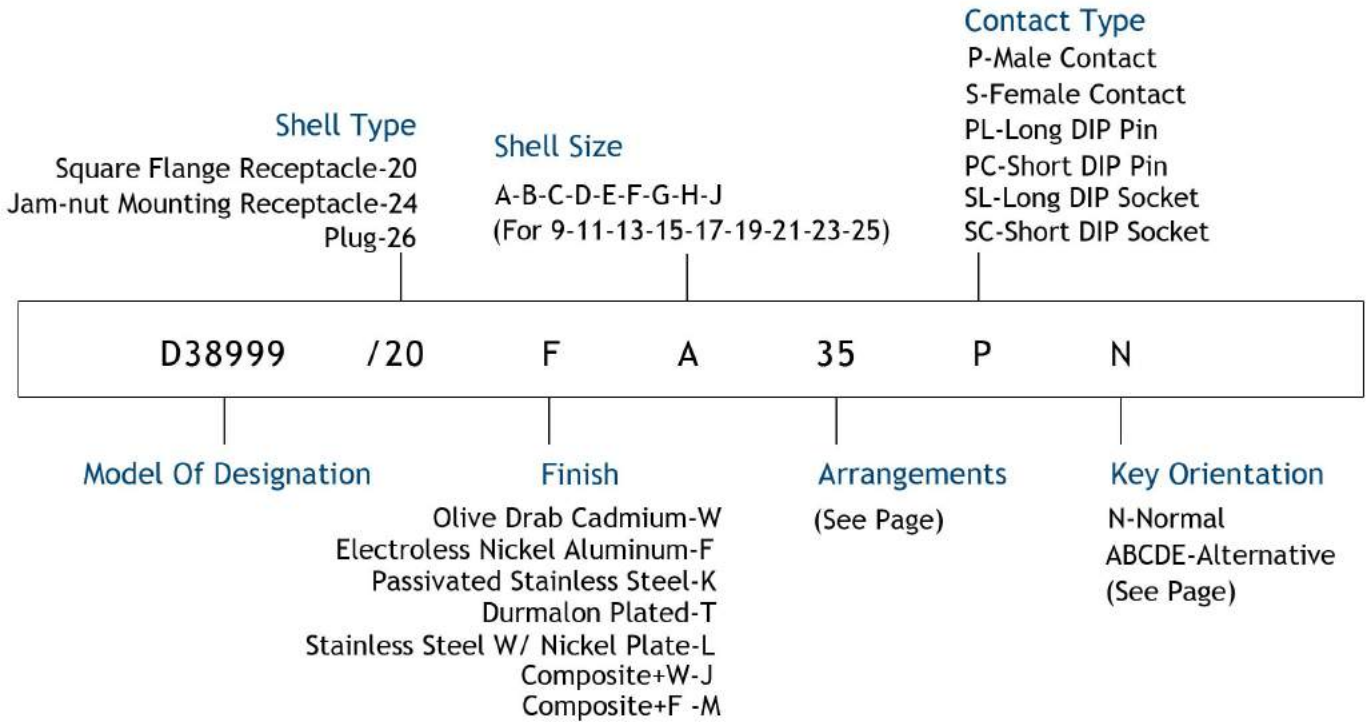 Contact Type
P-Male Contact
S-Female Contact
PL-Long DIP Pin
PC-Short DIP Pin
SL-Long DIP Socket
SC-Short DIP Socket
Shell Type
Square Flange Receptacle-20
Jam-nut Mounting Receptacle-24
Plug-26
Shell Size
A-B-C-D-E-F-G-H-J
(For 9-11-13-15-17-19-21-23-25)
D38999 /20 F A 35 P N
Model Of Designation
Finish
Olive Drab Cadmium-W
Electroless Nickel Aluminum-F
Passivated Stainless Steel-K
Durmalon Plated-T
Stainless Steel W/ Nickel Plate-L
Composite+W-J
Composite+F -M
Arrangements
(See Page)
Key Orientation
N-Normal
ABCDE-Alternative
(See Page)